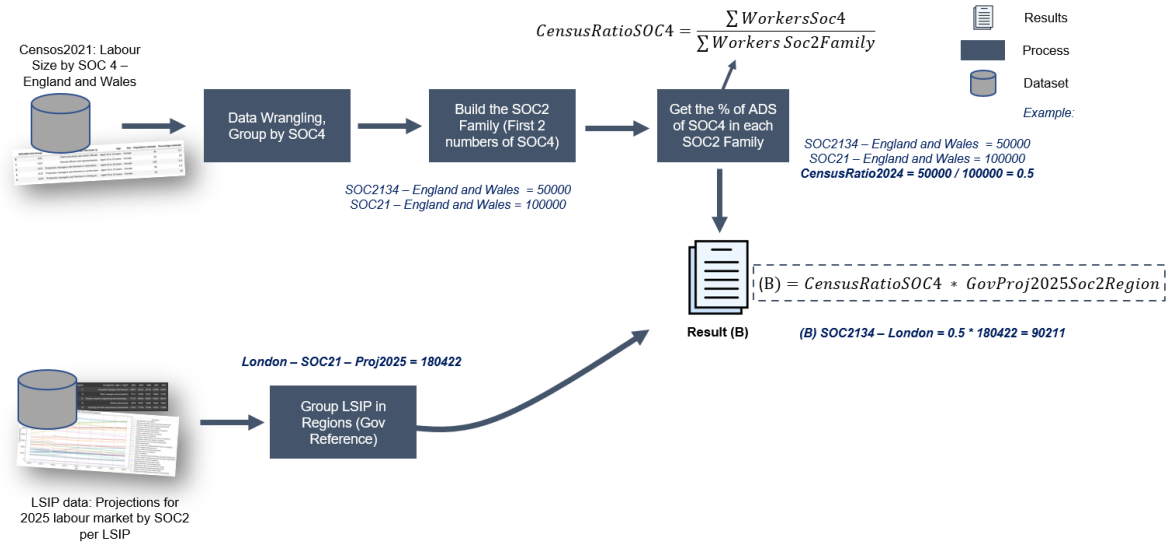 Censos2021: Labour
Size by SOC 4 –
England and Wales
Data Wrangling,
Group by SOC4
Build the SOC2
Family (First 2
numbers of SOC4)
SOC2134 – England and Wales = 50000
SOC21 – England and Wales = 100000
Get the % of ADS
of SOC4 in each
SOC2 Family
CensusRatioSOC4 = ∑ WorkersSoc4 / ∑ Workers Soc2Family
Results
Process
Dataset
Example:
SOC2134 – England and Wales = 50000
SOC21 – England and Wales = 100000
CensusRatio2024 = 50000 / 100000 = 0.5
Result (B)
(B) = CensusRatioSOC4 * GovProj2025Soc2Region
(B) SOC2134 – London = 0.5 * 180422 = 90211
London – SOC21 – Proj2025 = 180422
Group LSIP in
Regions (Gov
Reference)
LSIP data: Projections for
2025 labour market by SOC2
per LSIP